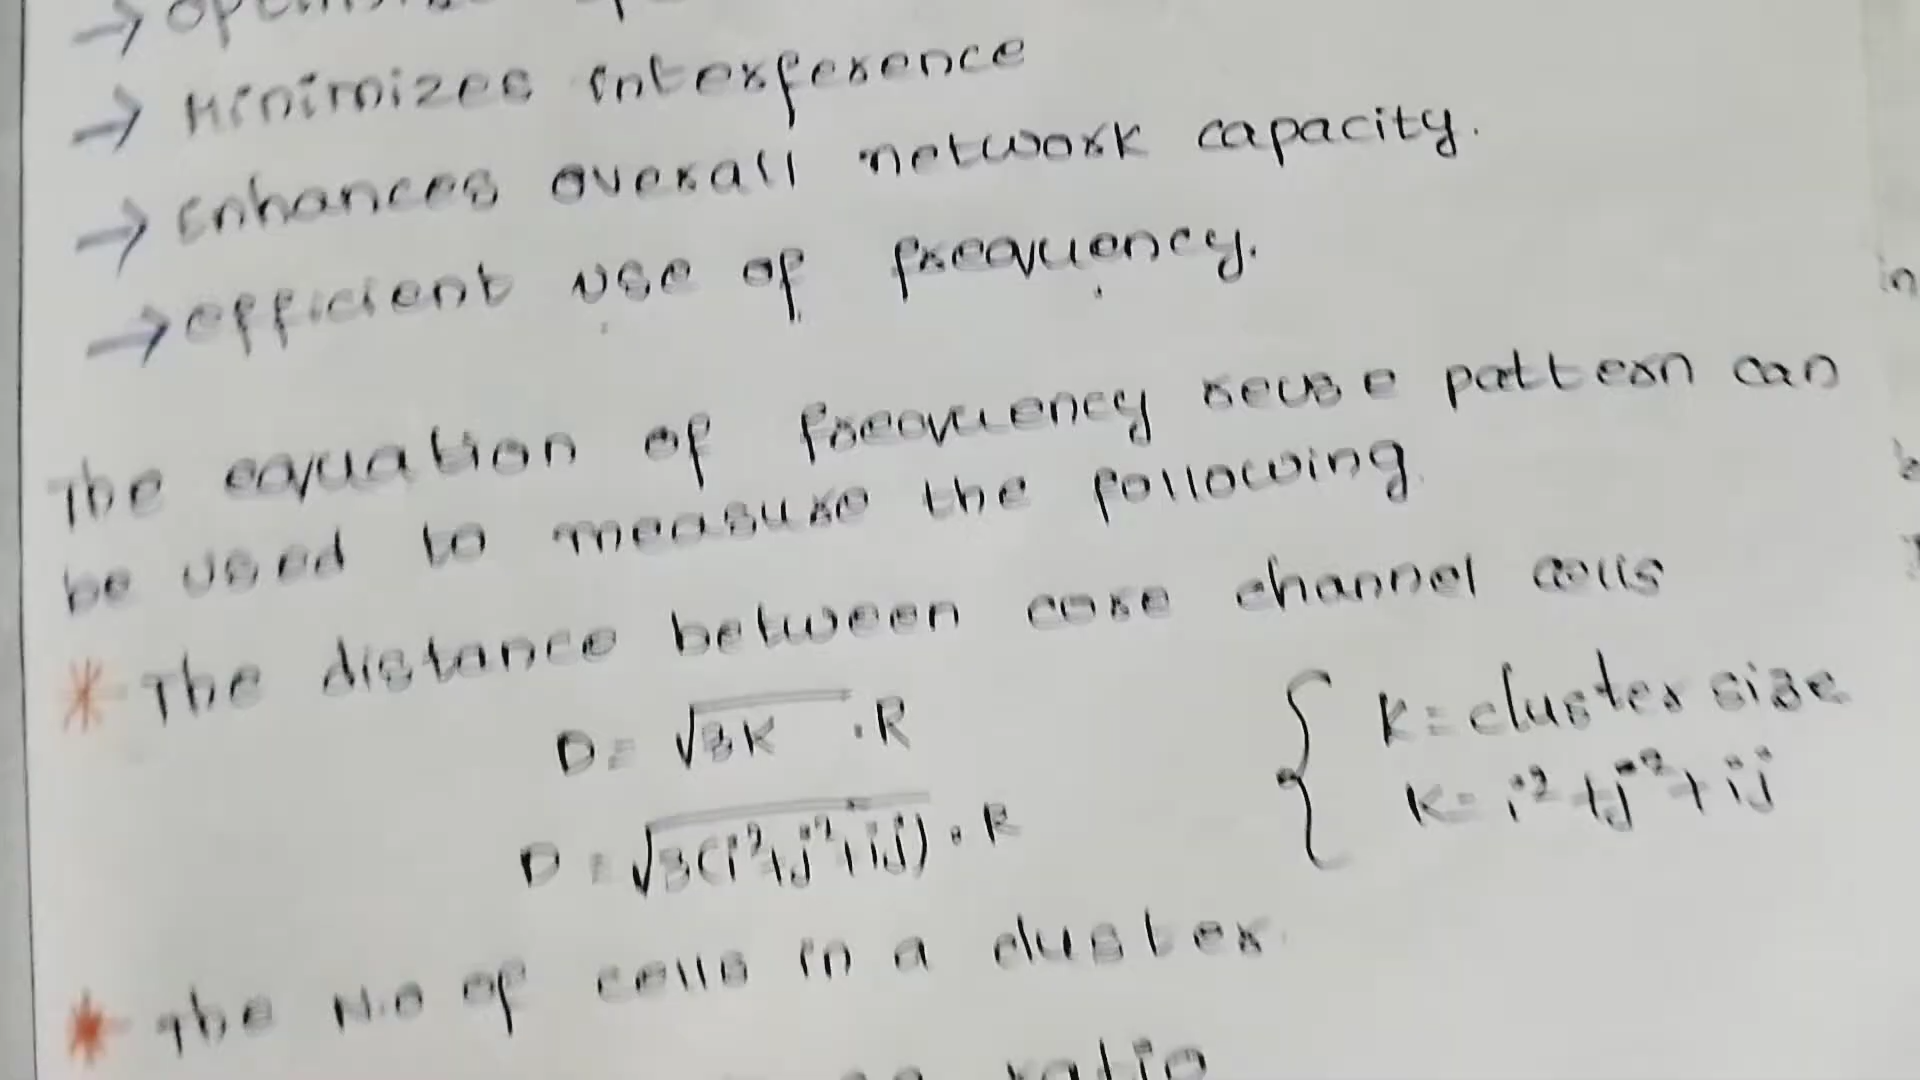 → Minimizes interference
→ Enhances overall network capacity.
→ efficient use of frequency.
The equation of frequency reuse pattern can
be used to measure the following.
* The distance between core channel cells
D = √3K . R
{ K = cluster size
K = i² + j² + ij
D = √3(i²+j²+ij) . R
* The N.o of cells in a cluster.
ratio